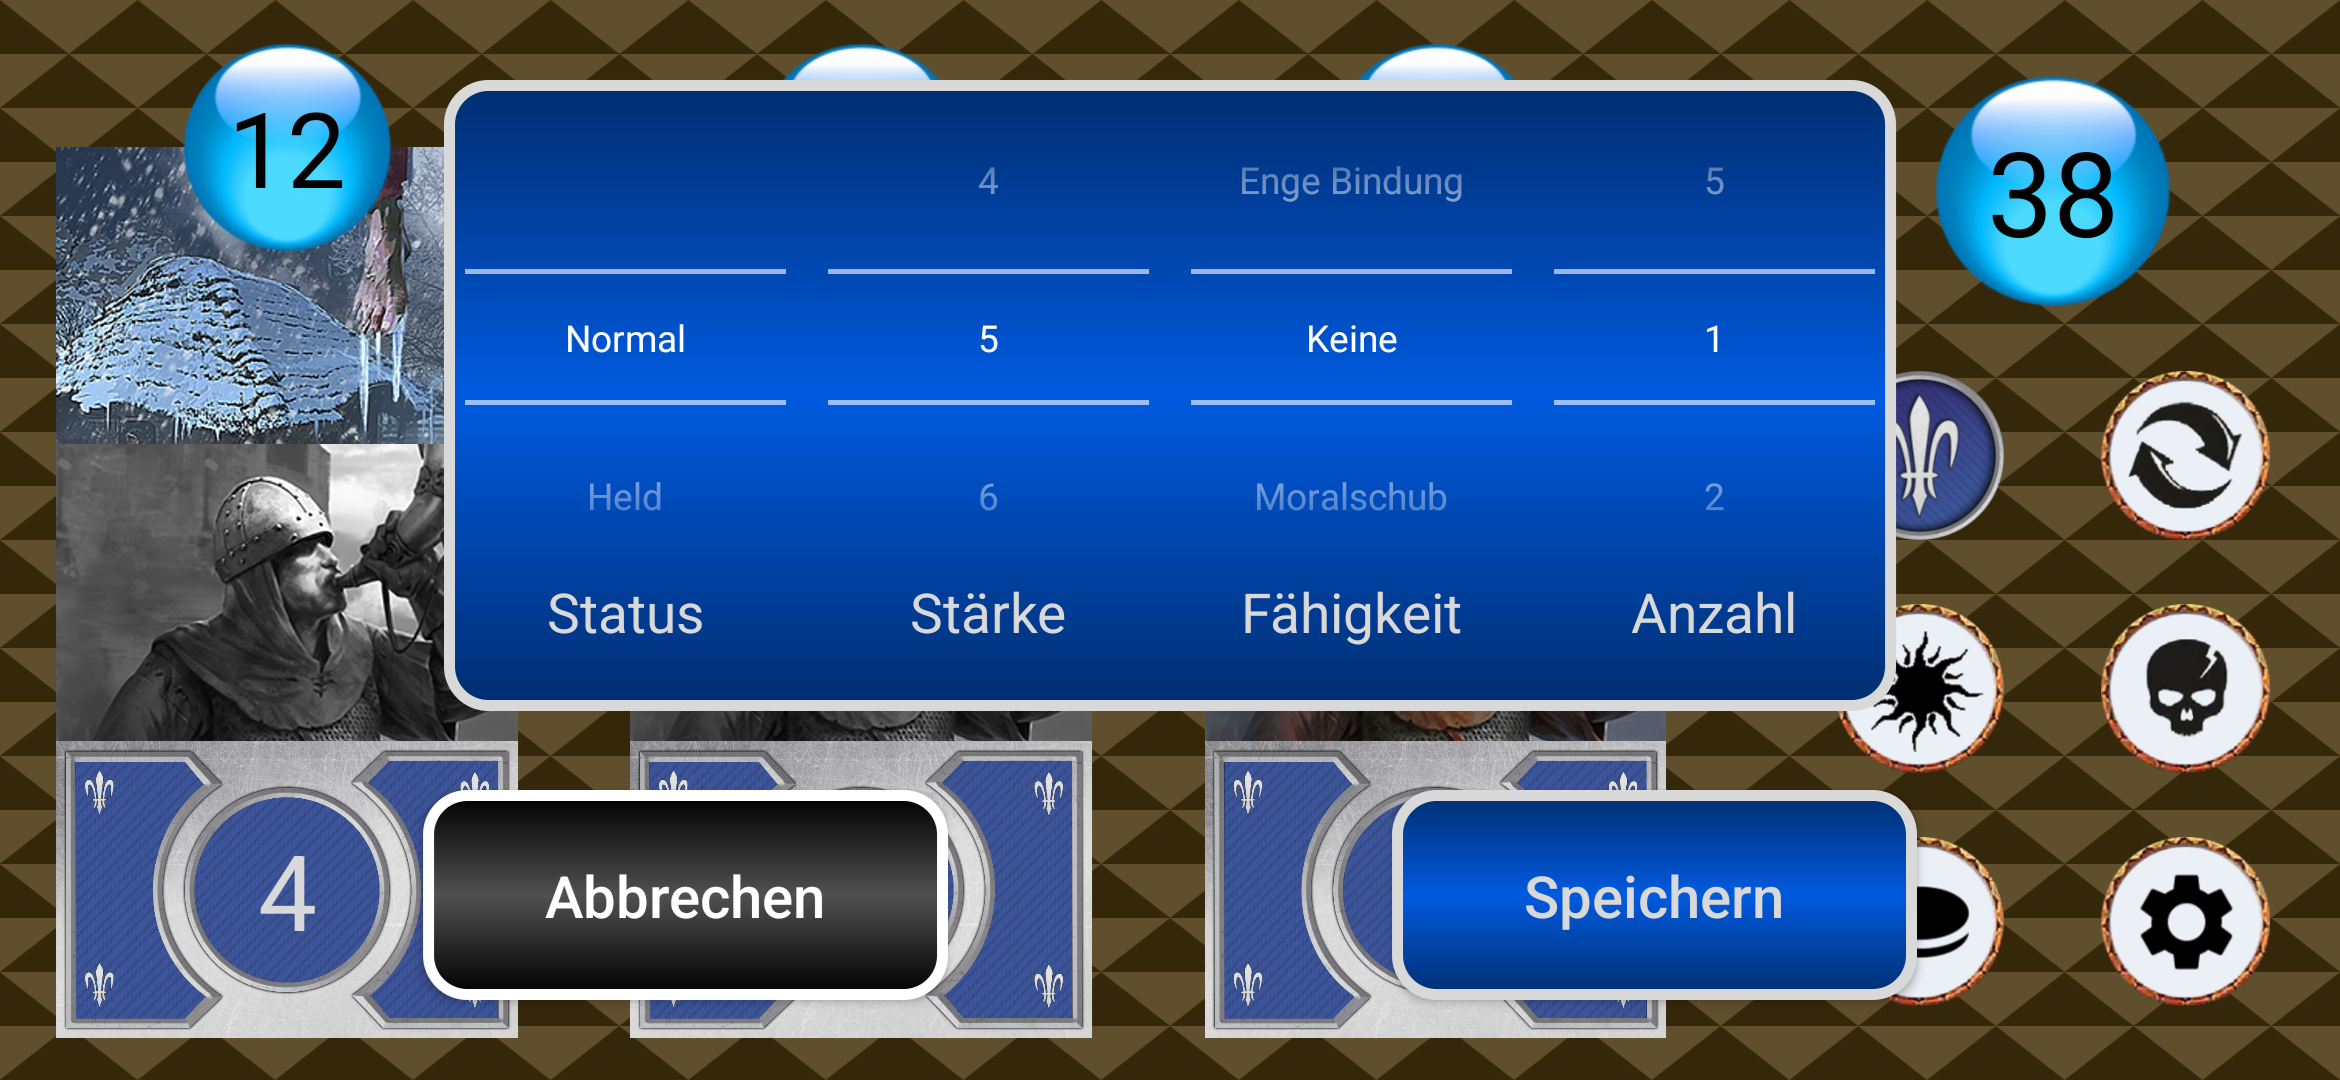 12
38
4 Enge Bindung 5
Normal 5 Keine 1
Held 6 Moralschub 2
Status Stärke Fähigkeit Anzahl
4
Abbrechen
Speichern